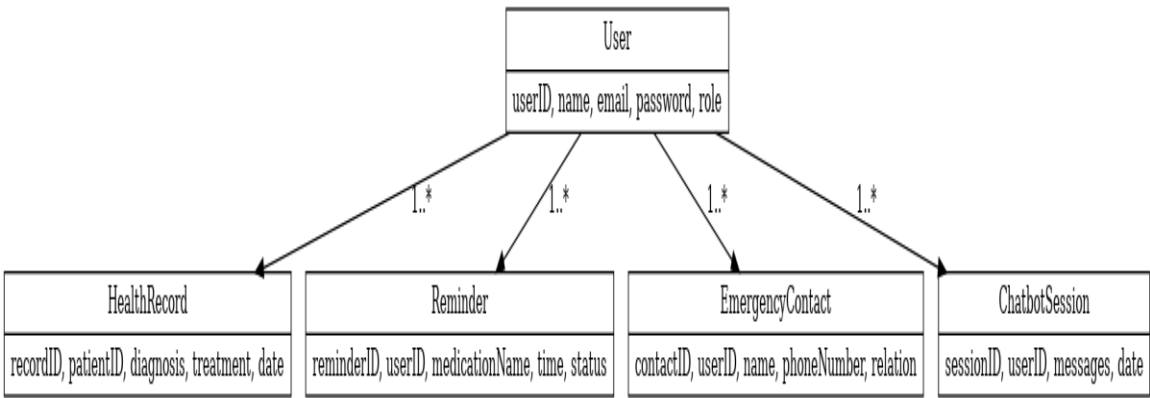 User
userID, name, email, password, role
1..*
1..*
1..*
1..*
HealthRecord
recordID, patientID, diagnosis, treatment, date
Reminder
reminderID, userID, medicationName, time, status
EmergencyContact
contactID, userID, name, phoneNumber, relation
ChatbotSession
sessionID, userID, messages, date